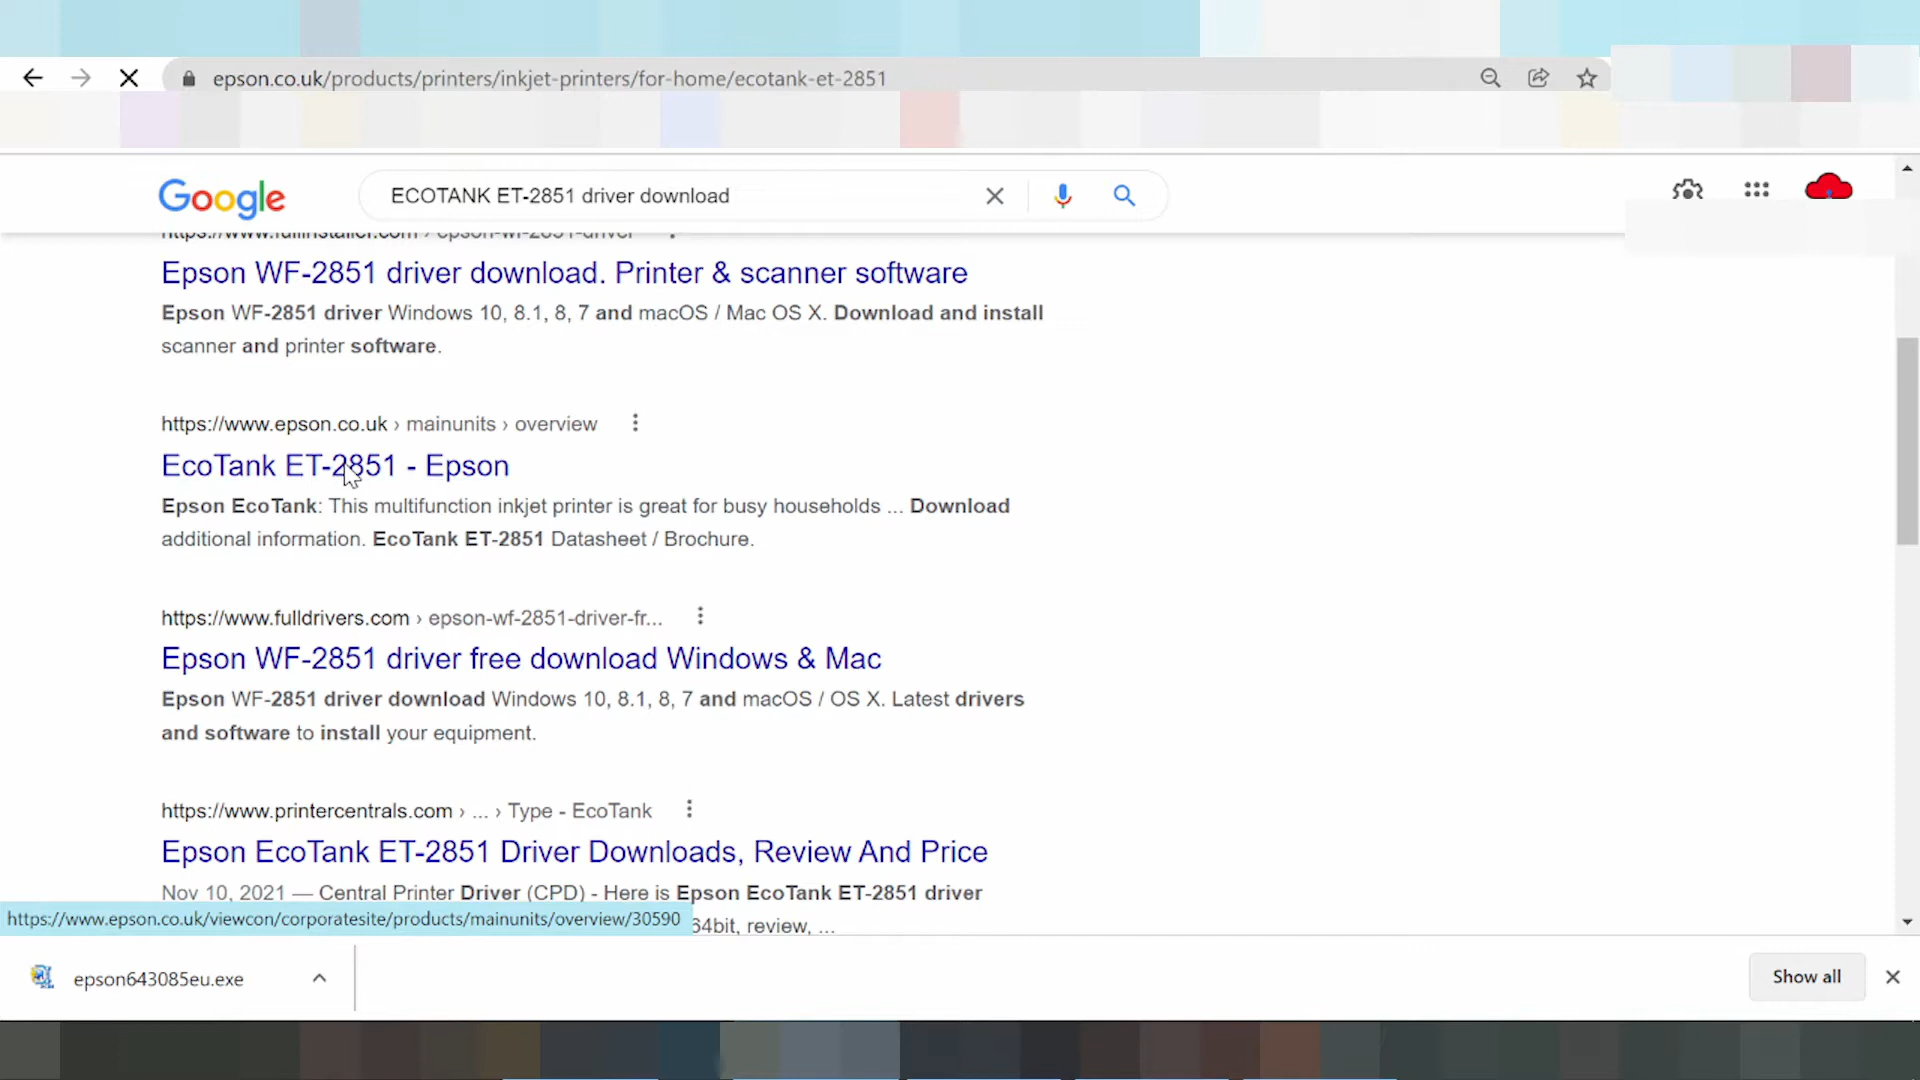 epson.co.uk/products/printers/inkjet-printers/for-home/ecotank-et-2851
Google
ECOTANK ET-2851 driver download
https://www.fullinstaller.com › epson-wf-2851-driver
Epson WF-2851 driver download. Printer & scanner software
Epson WF-2851 driver Windows 10, 8.1, 8, 7 and macOS / Mac OS X. Download and install
scanner and printer software.
https://www.epson.co.uk › mainunits › overview
EcoTank ET-2851 - Epson
Epson EcoTank: This multifunction inkjet printer is great for busy households ... Download
additional information. EcoTank ET-2851 Datasheet / Brochure.
https://www.fulldrivers.com › epson-wf-2851-driver-fr...
Epson WF-2851 driver free download Windows & Mac
Epson WF-2851 driver download Windows 10, 8.1, 8, 7 and macOS / OS X. Latest drivers
and software to install your equipment.
https://www.printercentrals.com › ... › Type - EcoTank
Epson EcoTank ET-2851 Driver Downloads, Review And Price
Nov 10, 2021 — Central Printer Driver (CPD) - Here is Epson EcoTank ET-2851 driver
64bit, review, ...
https://www.epson.co.uk/viewcon/corporatesite/products/mainunits/overview/30590
epson643085eu.exe
Show all